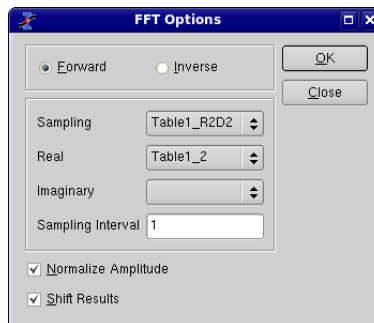 FFT Options
Forward
Inverse
OK
Close
Sampling
Table1_R2D2
Real
Table1_2
Imaginary
Sampling Interval
1
Normalize Amplitude
Shift Results